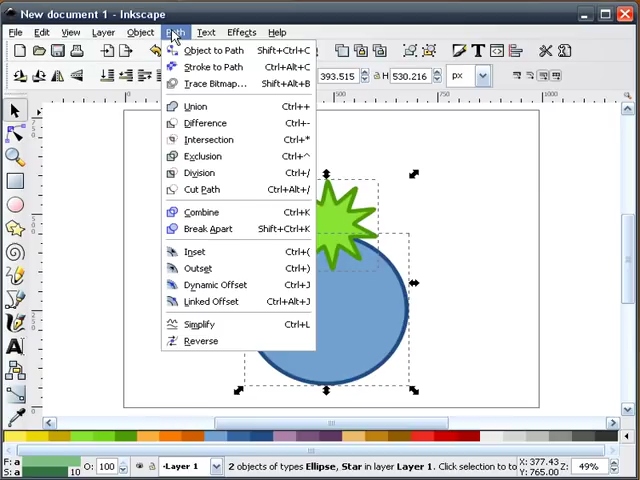 New document 1 - Inkscape
File Edit View Layer Object Path Text Effects Help
393.515 H 530.216 px
Object to Path Shift+Ctrl+C
Stroke to Path Ctrl+Alt+C
Trace Bitmap... Shift+Alt+B
Union Ctrl++
Difference Ctrl+-
Intersection Ctrl+*
Exclusion Ctrl+^
Division Ctrl+/
Cut Path Ctrl+Alt+/
Combine Ctrl+K
Break Apart Shift+Ctrl+K
Inset Ctrl+(
Outset Ctrl+)
Dynamic Offset Ctrl+J
Linked Offset Ctrl+Alt+J
Simplify Ctrl+L
Reverse
0 500 1000
F: a
S: a 10 O: 100 -Layer 1 2 objects of types Ellipse, Star in layer Layer 1. Click selection to to X: 377.43 Y: 765.00 Z: 49%